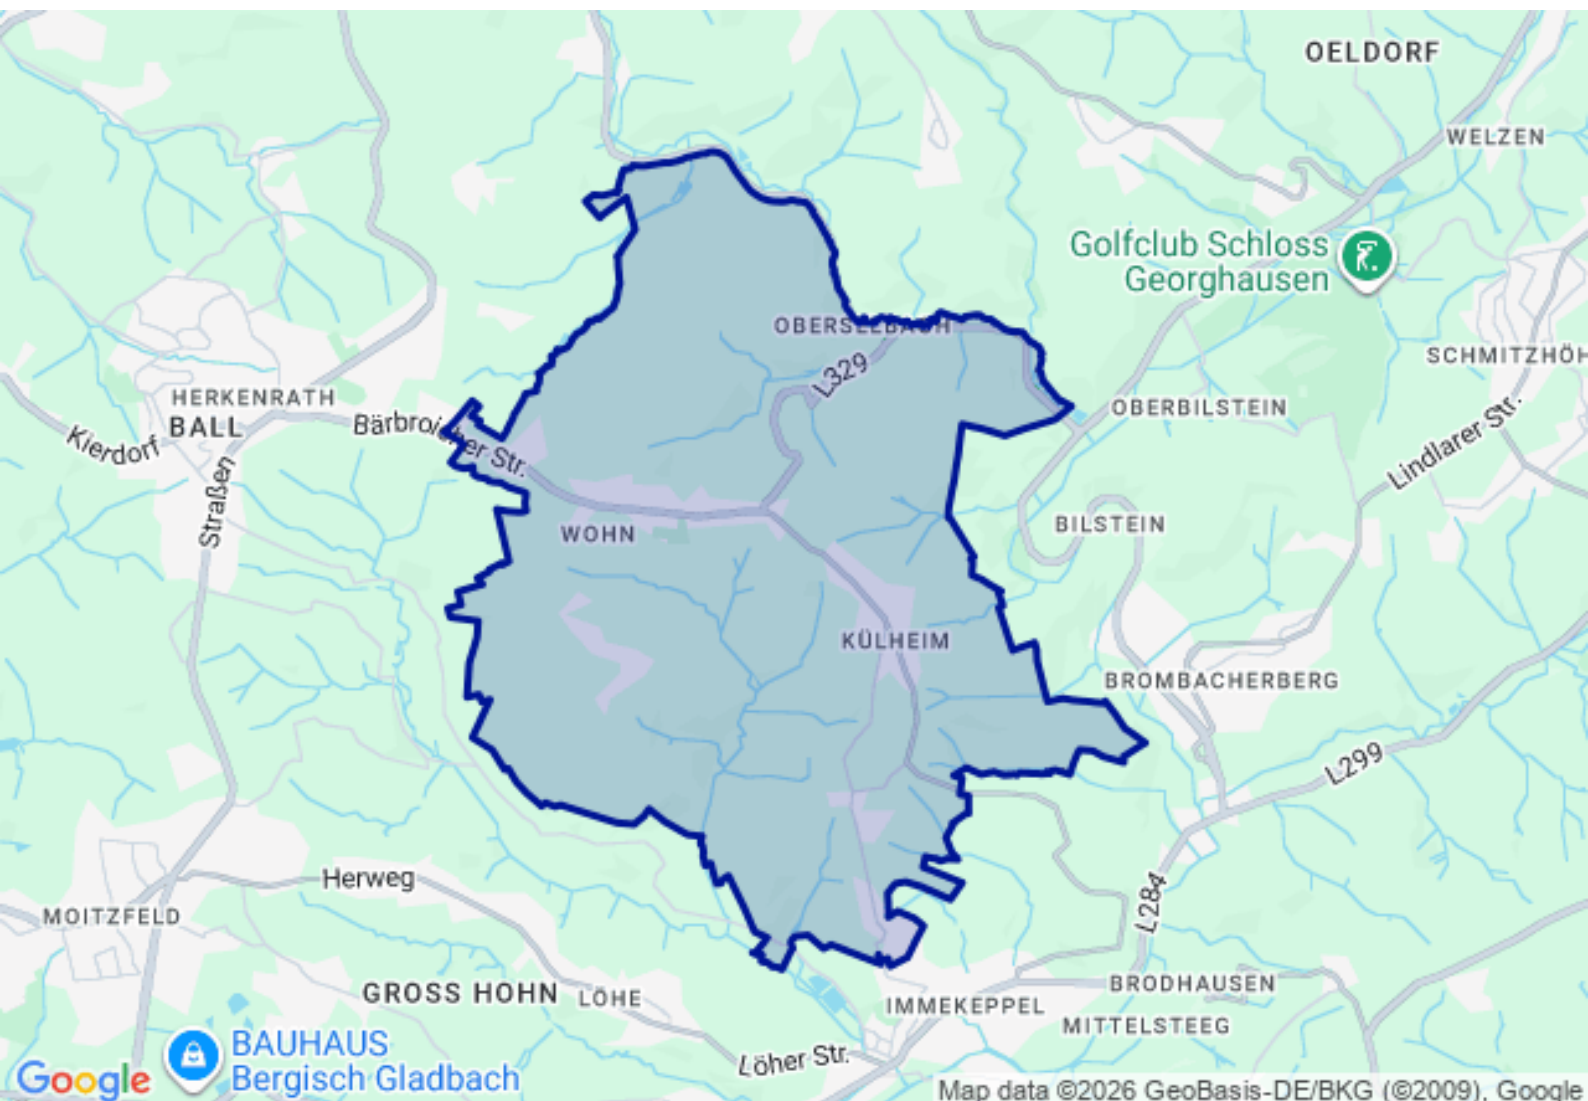 OELDORF
WELZEN
Golfclub Schloss
Georghausen
OBERSELBACH
SCHMITZHÖH
L329
HERKENRATH
BALL
OBERBILSTEIN
Kierdorf
Bärbroicher Str.
Lindlarer Str.
Straßen
WOHN
BILSTEIN
KÜLHEIM
BROMBACHERBERG
L299
Herweg
L284
MOITZFELD
GROSS HOHN
LÖHE
BRODHAUSEN
IMMEKEPPEL
MITTELSTEEG
BAUHAUS
Bergisch Gladbach
Löher Str.
Google
Map data ©2026 GeoBasis-DE/BKG (©2009), Google